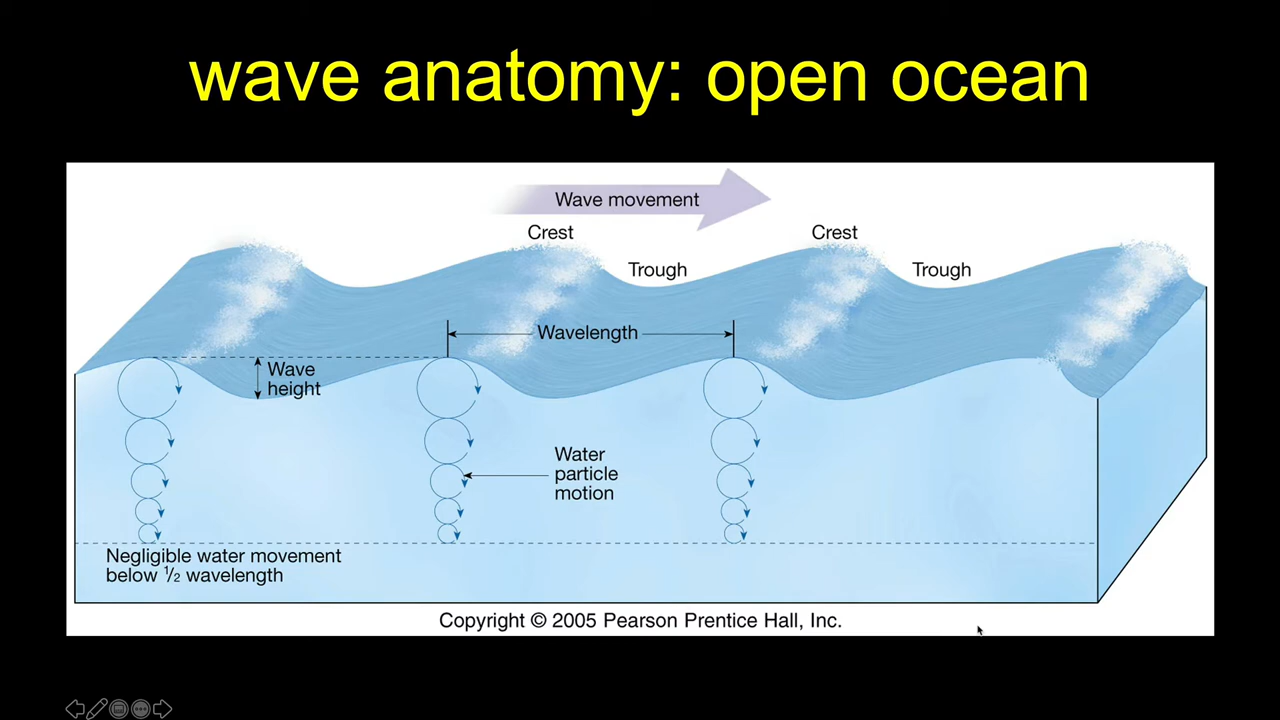 wave anatomy: open ocean
Wave movement
Crest
Crest
Trough
Trough
Wavelength
Wave
height
Water
particle
motion
Negligible water movement
below ½ wavelength
Copyright © 2005 Pearson Prentice Hall, Inc.